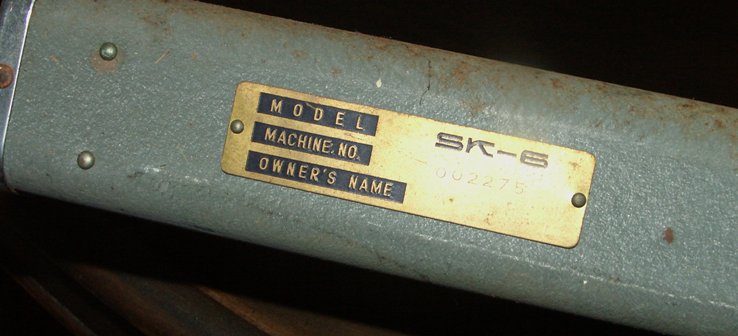 MODEL SK-6
MACHINE NO. 002275
OWNER'S NAME